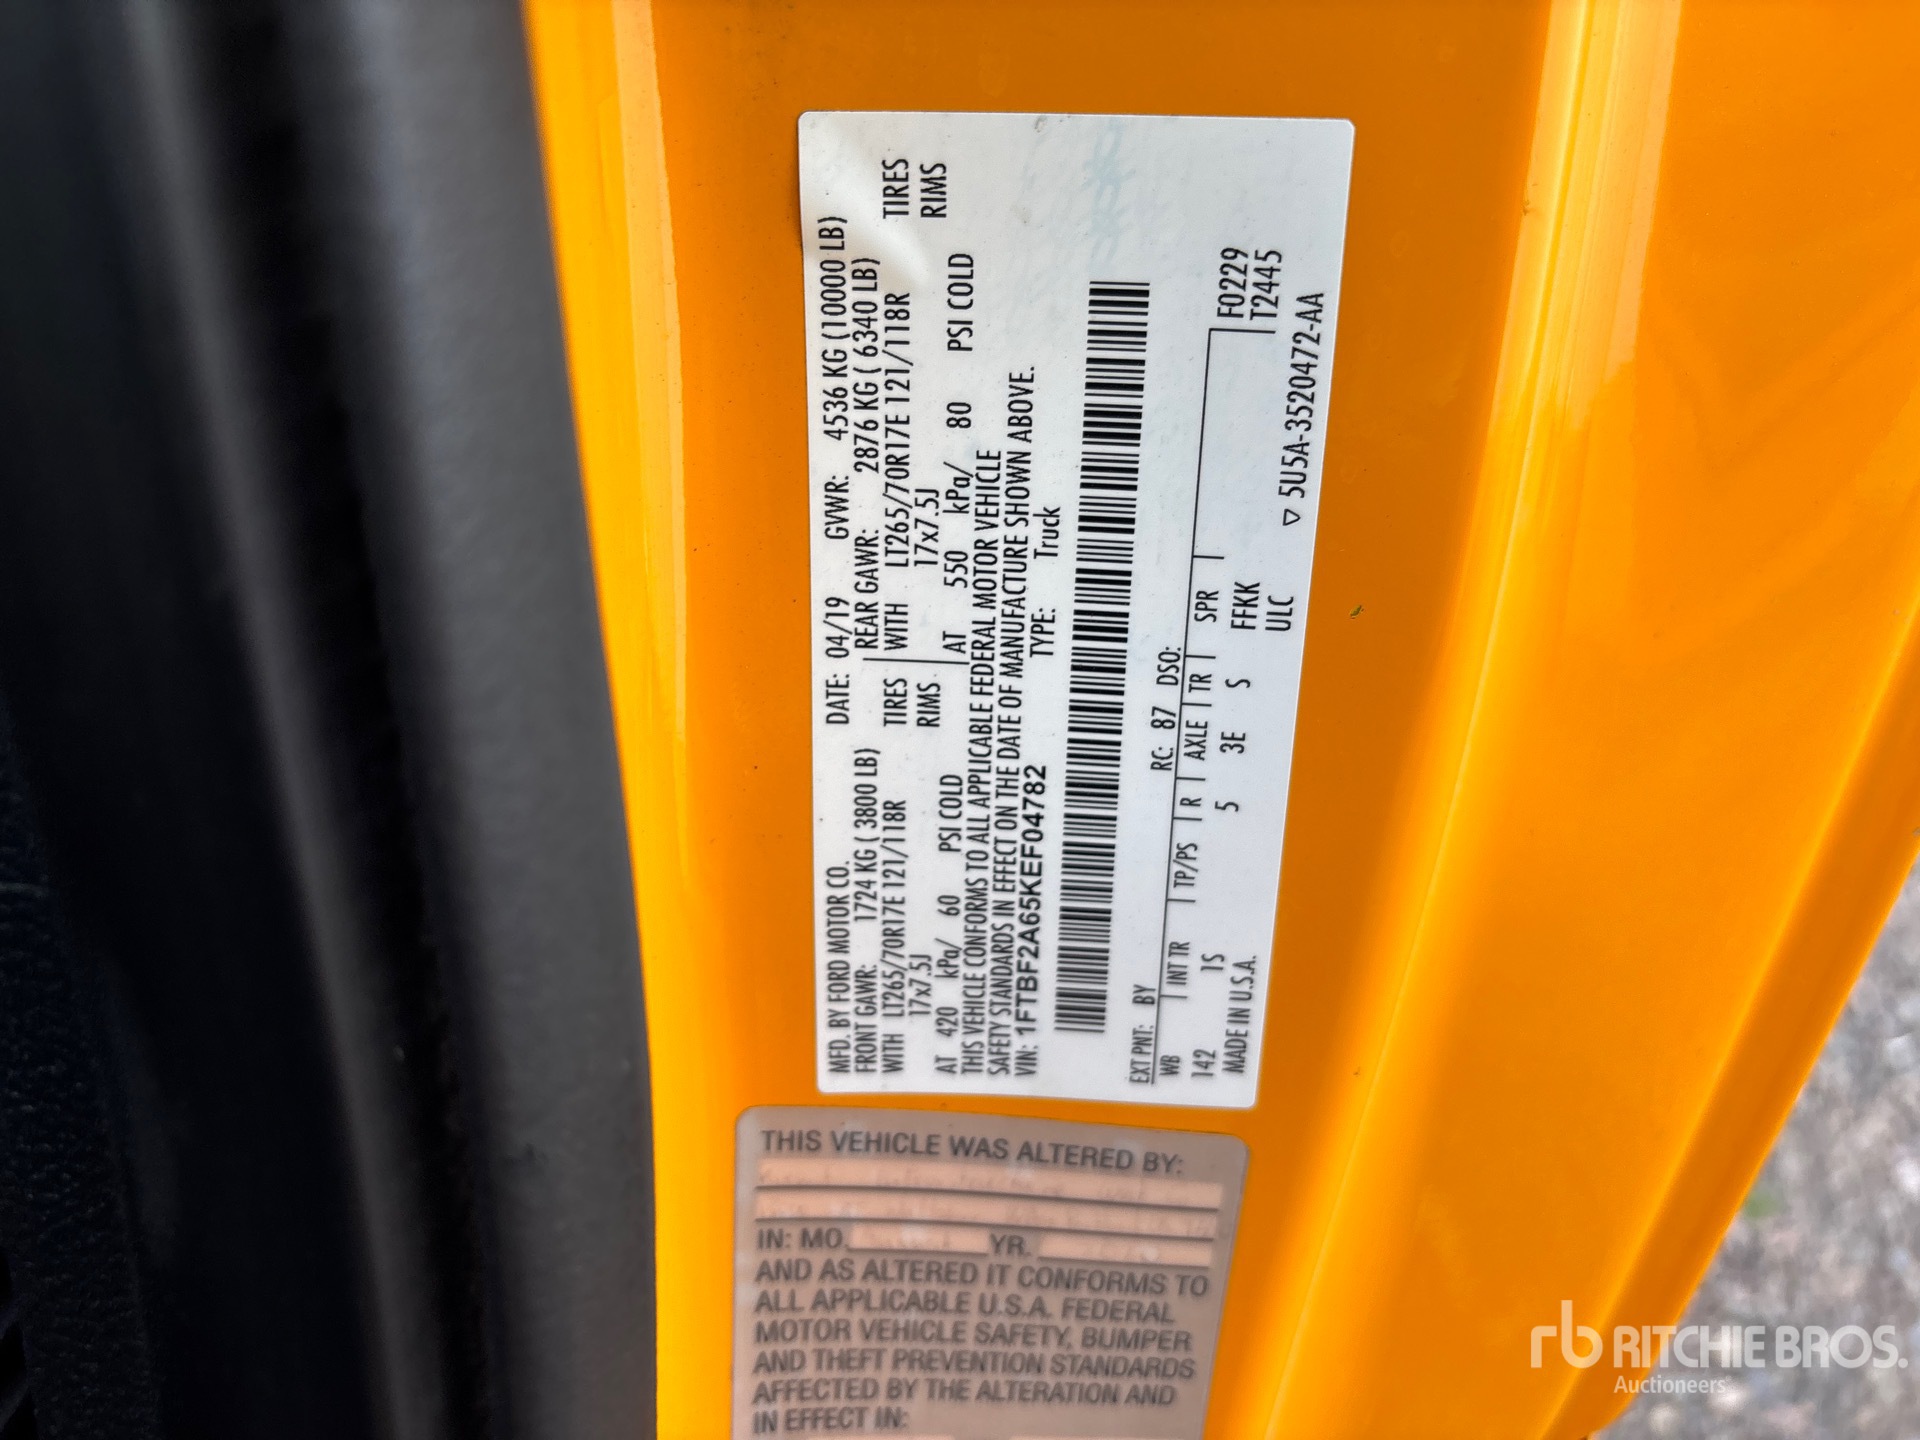 MFD. BY FORD MOTOR CO. DATE: 04/19 GVWR: 4536 KG (10000 LB)
FRONT GAWR: 1724 KG ( 3800 LB) REAR GAWR: 2876 KG ( 6340 LB)
WITH LT265/70R17E 121/118R TIRES WITH LT265/70R17E 121/118R TIRES
17x7.5J RIMS 17x7.5J RIMS
AT 420 kPa/ 60 PSI COLD AT 550 kPa/ 80 PSI COLD
THIS VEHICLE CONFORMS TO ALL APPLICABLE FEDERAL MOTOR VEHICLE
SAFETY STANDARDS IN EFFECT ON THE DATE OF MANUFACTURE SHOWN ABOVE.
VIN: 1FTBF2A65KEF04782 TYPE: Truck
EXT PNT: BY RC: 87 DSO:
WB INT TR TP/PS R AXLE TR SPR F0229
142 1S 5 3E S FFKK T2445
MADE IN U.S.A. ULC
▽ 5U5A-3520472-AA
THIS VEHICLE WAS ALTERED BY:
IN: MO. YR.
AND AS ALTERED IT CONFORMS TO
ALL APPLICABLE U.S.A. FEDERAL
MOTOR VEHICLE SAFETY, BUMPER
AND THEFT PREVENTION STANDARDS
AFFECTED BY THE ALTERATION AND
IN EFFECT IN:
rb RITCHIE BROS.
Auctioneers